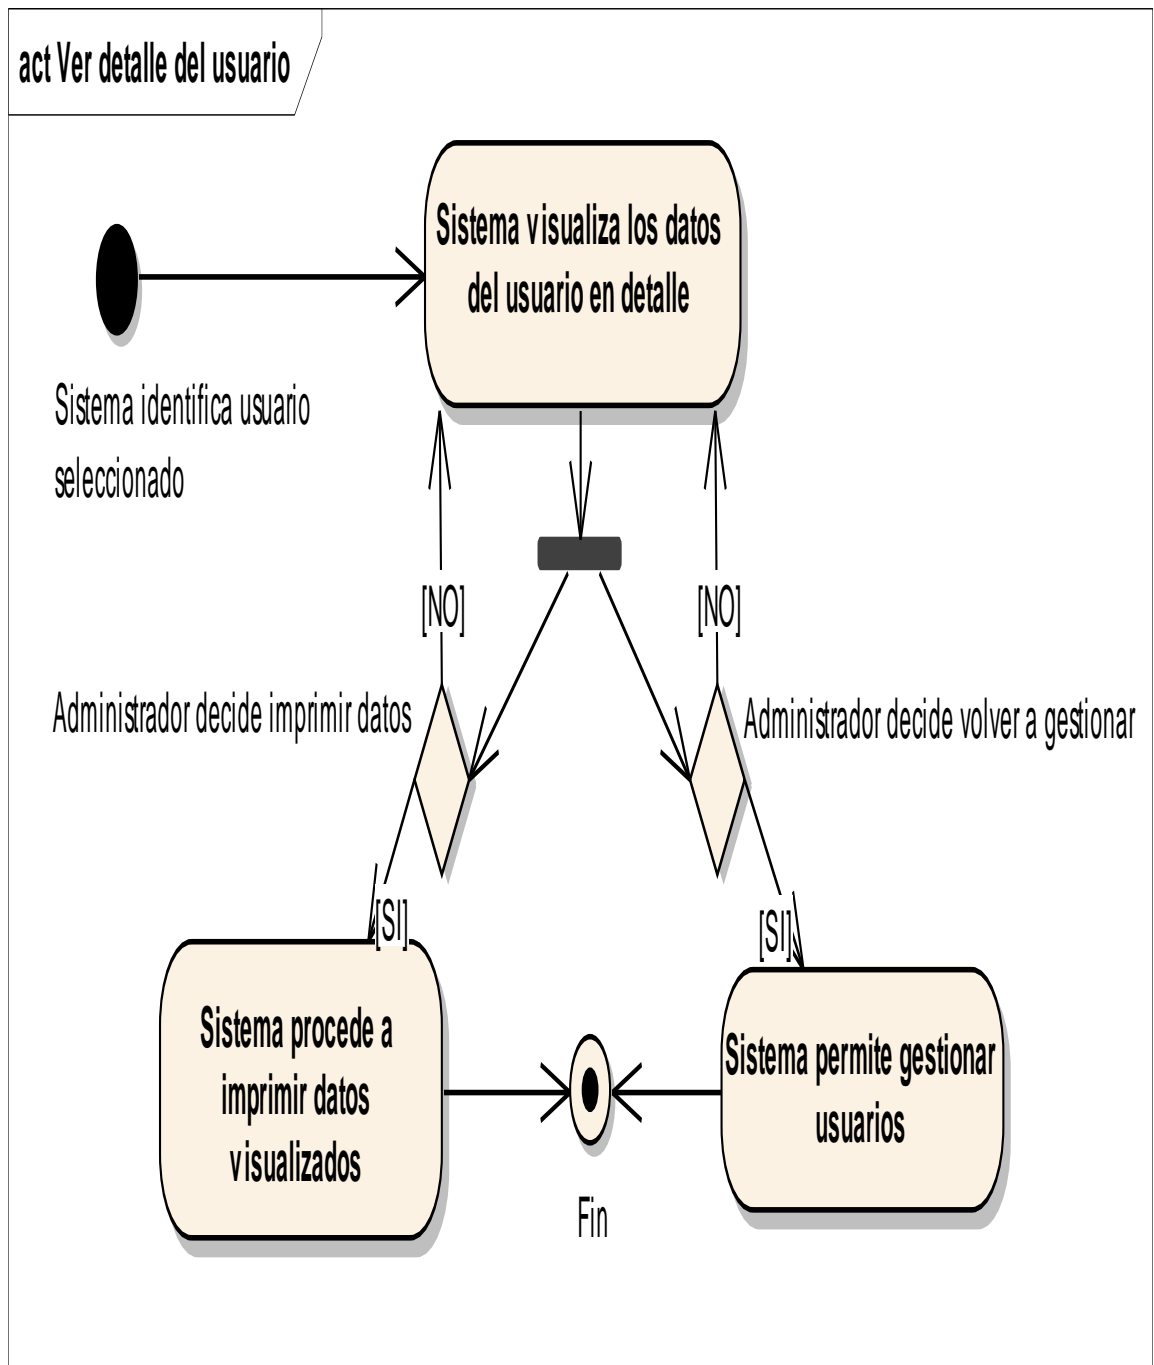 act Ver detalle del usuario
Sistema visualiza los datos
del usuario en detalle
Sistema identifica usuario
seleccionado
[NO]
[NO]
Administrador decide imprimir datos
Administrador decide volver a gestionar
[SI]
[SI]
Sistema procede a
imprimir datos
visualizados
Sistema permite gestionar
usuarios
Fin